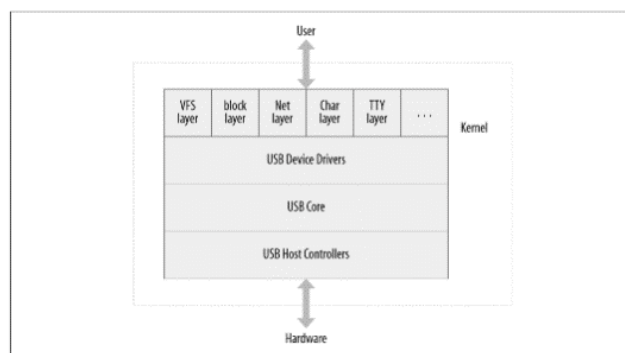 User
VFS layer
block layer
Net layer
Char layer
TTY layer
...
Kernel
USB Device Drivers
USB Core
USB Host Controllers
Hardware